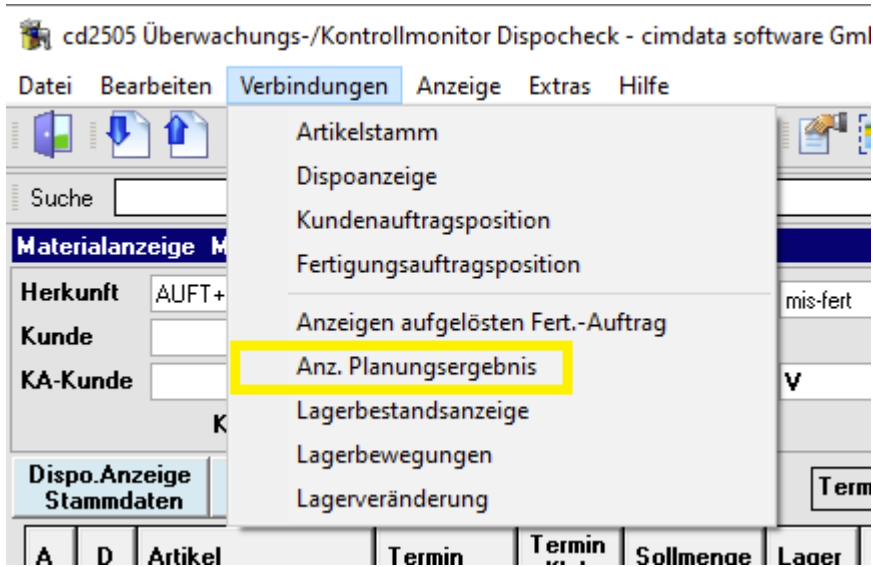 cd2505 Überwachungs-/Kontrollmonitor Dispocheck - cimdata software
Datei Bearbeiten Verbindungen Anzeige Extras Hilfe
Artikelstamm
Dispoanzeige
Suche
Kundenauftragsposition
Materialanzeige
Fertigungsauftragsposition
Herkunft AUFT+ mis-fert
Anzeigen aufgelösten Fert.-Auftrag
Kunde
Anz. Planungsergebnis
KA-Kunde V
Lagerbestandsanzeige
K
Lagerbewegungen
Dispo.Anzeige
Stammdaten
Lagerveränderung
A D Artikel Termin Termin Sollmenge Lager